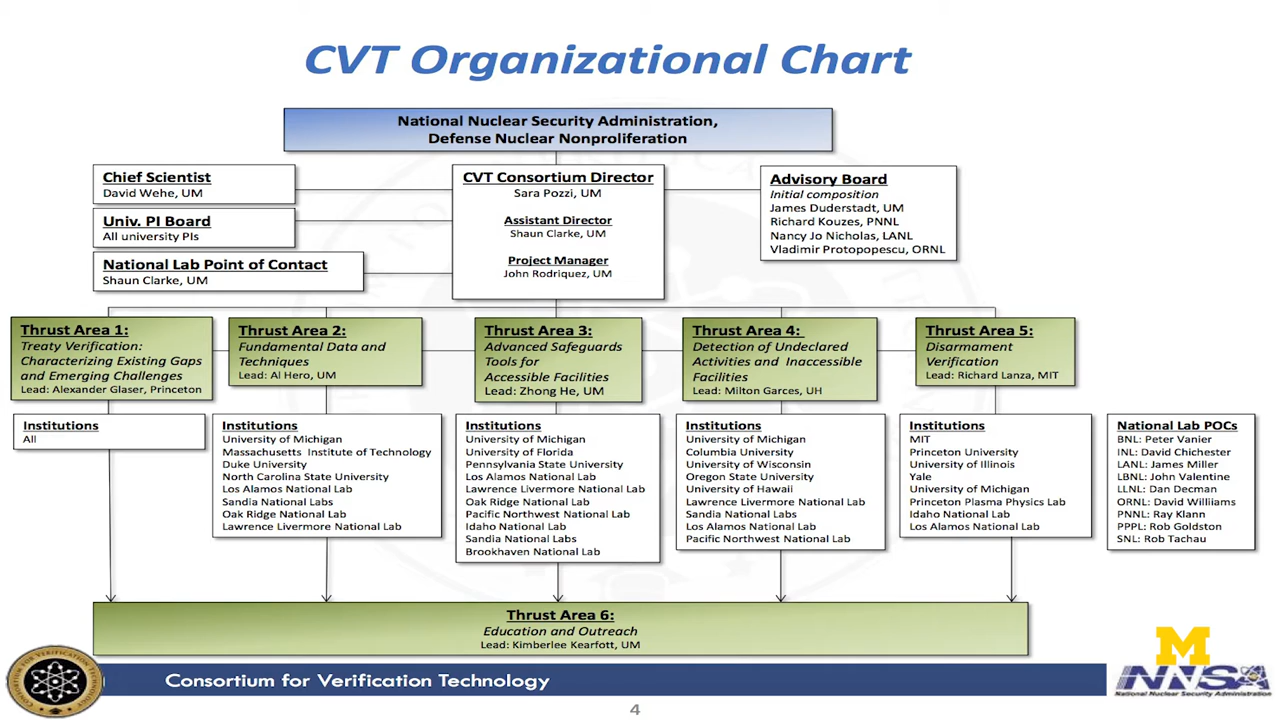 CVT Organizational Chart
National Nuclear Security Administration,
Defense Nuclear Nonproliferation
Chief Scientist
David Wehe, UM
Univ. PI Board
All university PIs
National Lab Point of Contact
Shaun Clarke, UM
CVT Consortium Director
Sara Pozzi, UM
Assistant Director
Shaun Clarke, UM
Project Manager
John Rodriquez, UM
Advisory Board
Initial composition
James Duderstadt, UM
Richard Kouzes, PNNL
Nancy Jo Nicholas, LANL
Vladimir Protopopescu, ORNL
Thrust Area 1:
Treaty Verification:
Characterizing Existing Gaps
and Emerging Challenges
Lead: Alexander Glaser, Princeton
Thrust Area 2:
Fundamental Data and
Techniques
Lead: Al Hero, UM
Thrust Area 3:
Advanced Safeguards
Tools for
Accessible Facilities
Lead: Zhong He, UM
Thrust Area 4:
Detection of Undeclared
Activities and Inaccessible
Facilities
Lead: Milton Garces, UH
Thrust Area 5:
Disarmament
Verification
Lead: Richard Lanza, MIT
Institutions
All
Institutions
University of Michigan
Massachusetts Institute of Technology
Duke University
North Carolina State University
Los Alamos National Lab
Sandia National Labs
Oak Ridge National Lab
Lawrence Livermore National Lab
Institutions
University of Michigan
University of Florida
Pennsylvania State University
Los Alamos National Lab
Lawrence Livermore National Lab
Oak Ridge National Lab
Pacific Northwest National Lab
Idaho National Lab
Sandia National Labs
Brookhaven National Lab
Institutions
University of Michigan
Columbia University
University of Wisconsin
Oregon State University
University of Hawaii
Lawrence Livermore National Lab
Sandia National Labs
Los Alamos National Lab
Pacific Northwest National Lab
Institutions
MIT
Princeton University
University of Illinois
Yale
University of Michigan
Princeton Plasma Physics Lab
Idaho National Lab
Los Alamos National Lab
National Lab POCs
BNL: Peter Vanier
INL: David Chichester
LANL: James Miller
LBNL: John Valentine
LLNL: Dan Decman
ORNL: David Williams
PNNL: Ray Klann
PPPL: Rob Goldston
SNL: Rob Tachau
Thrust Area 6:
Education and Outreach
Lead: Kimberlee Kearfott, UM
CONSORTIUM FOR VERIFICATION TECHNOLOGY
Consortium for Verification Technology
M
NNSA
National Nuclear Security Administration
4